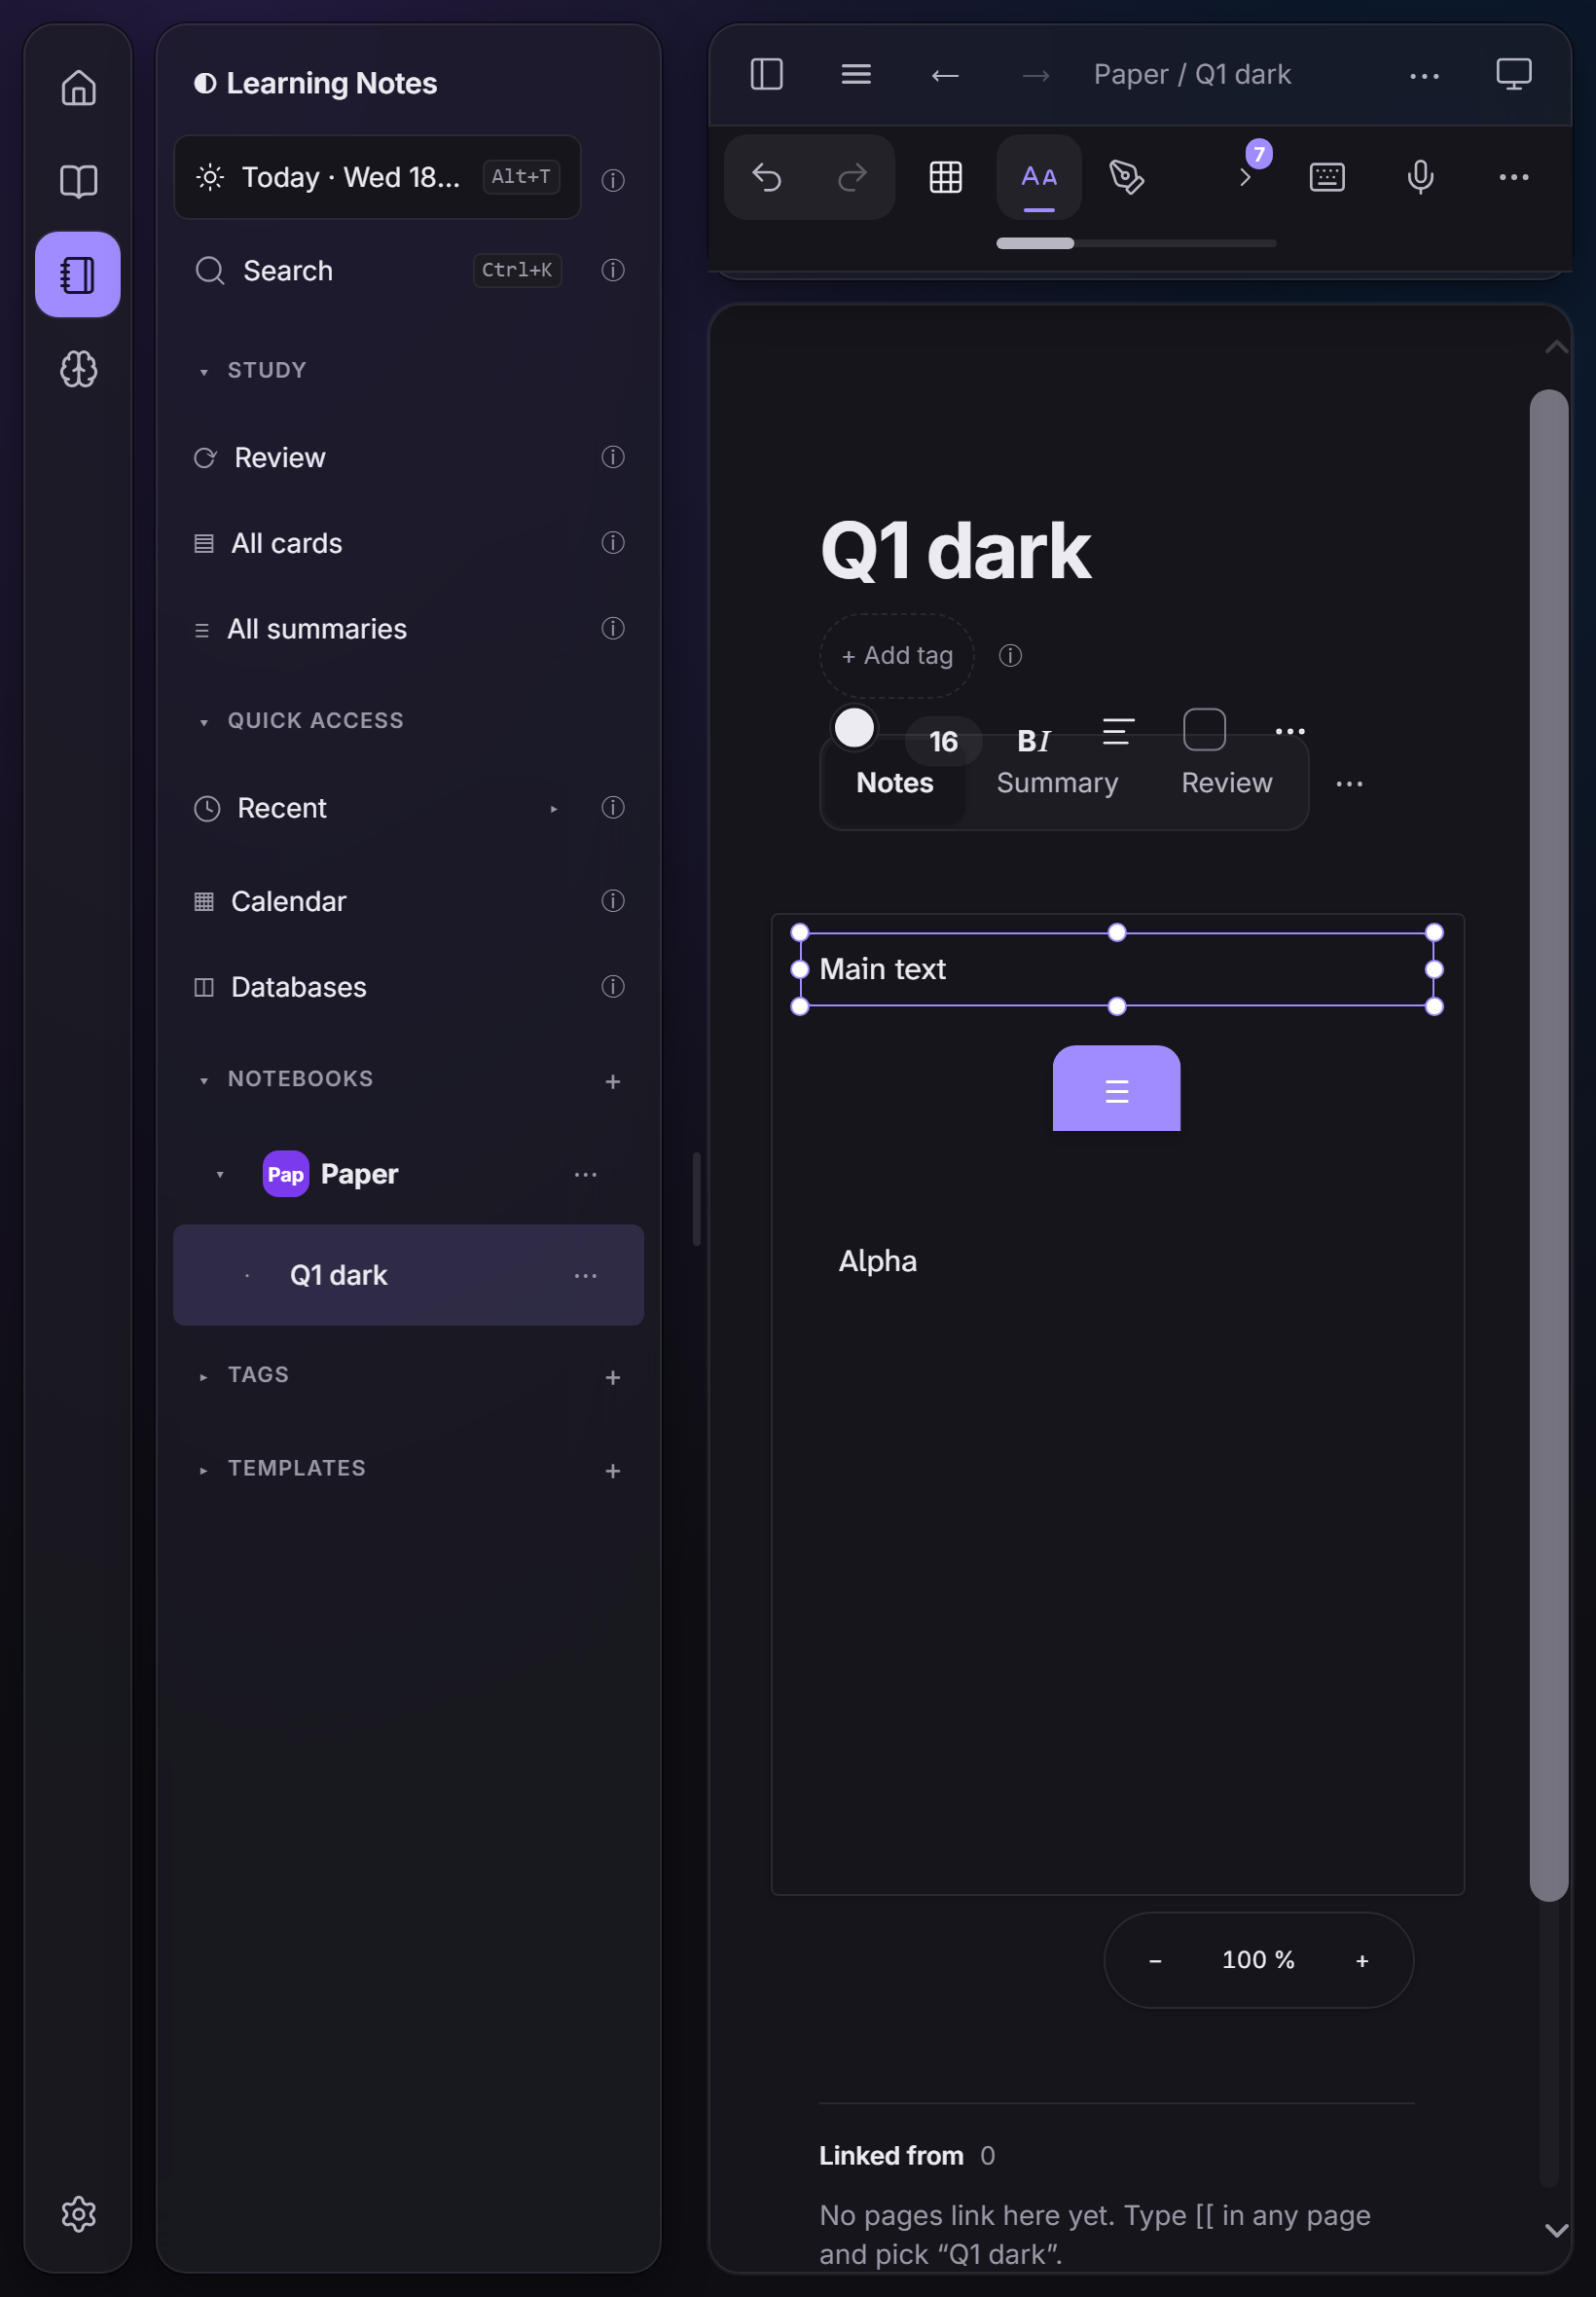 Learning Notes
Today · Wed 18... Alt+T
Search Ctrl+K
STUDY
Review
All cards
All summaries
QUICK ACCESS
Recent
Calendar
Databases
NOTEBOOKS +
Pap Paper ...
Q1 dark ...
TAGS +
TEMPLATES +
Paper / Q1 dark
AA 7
Q1 dark
+ Add tag
16 BI
Notes Summary Review
Main text
Alpha
− 100 % +
Linked from 0
No pages link here yet. Type [[ in any page
and pick “Q1 dark”.